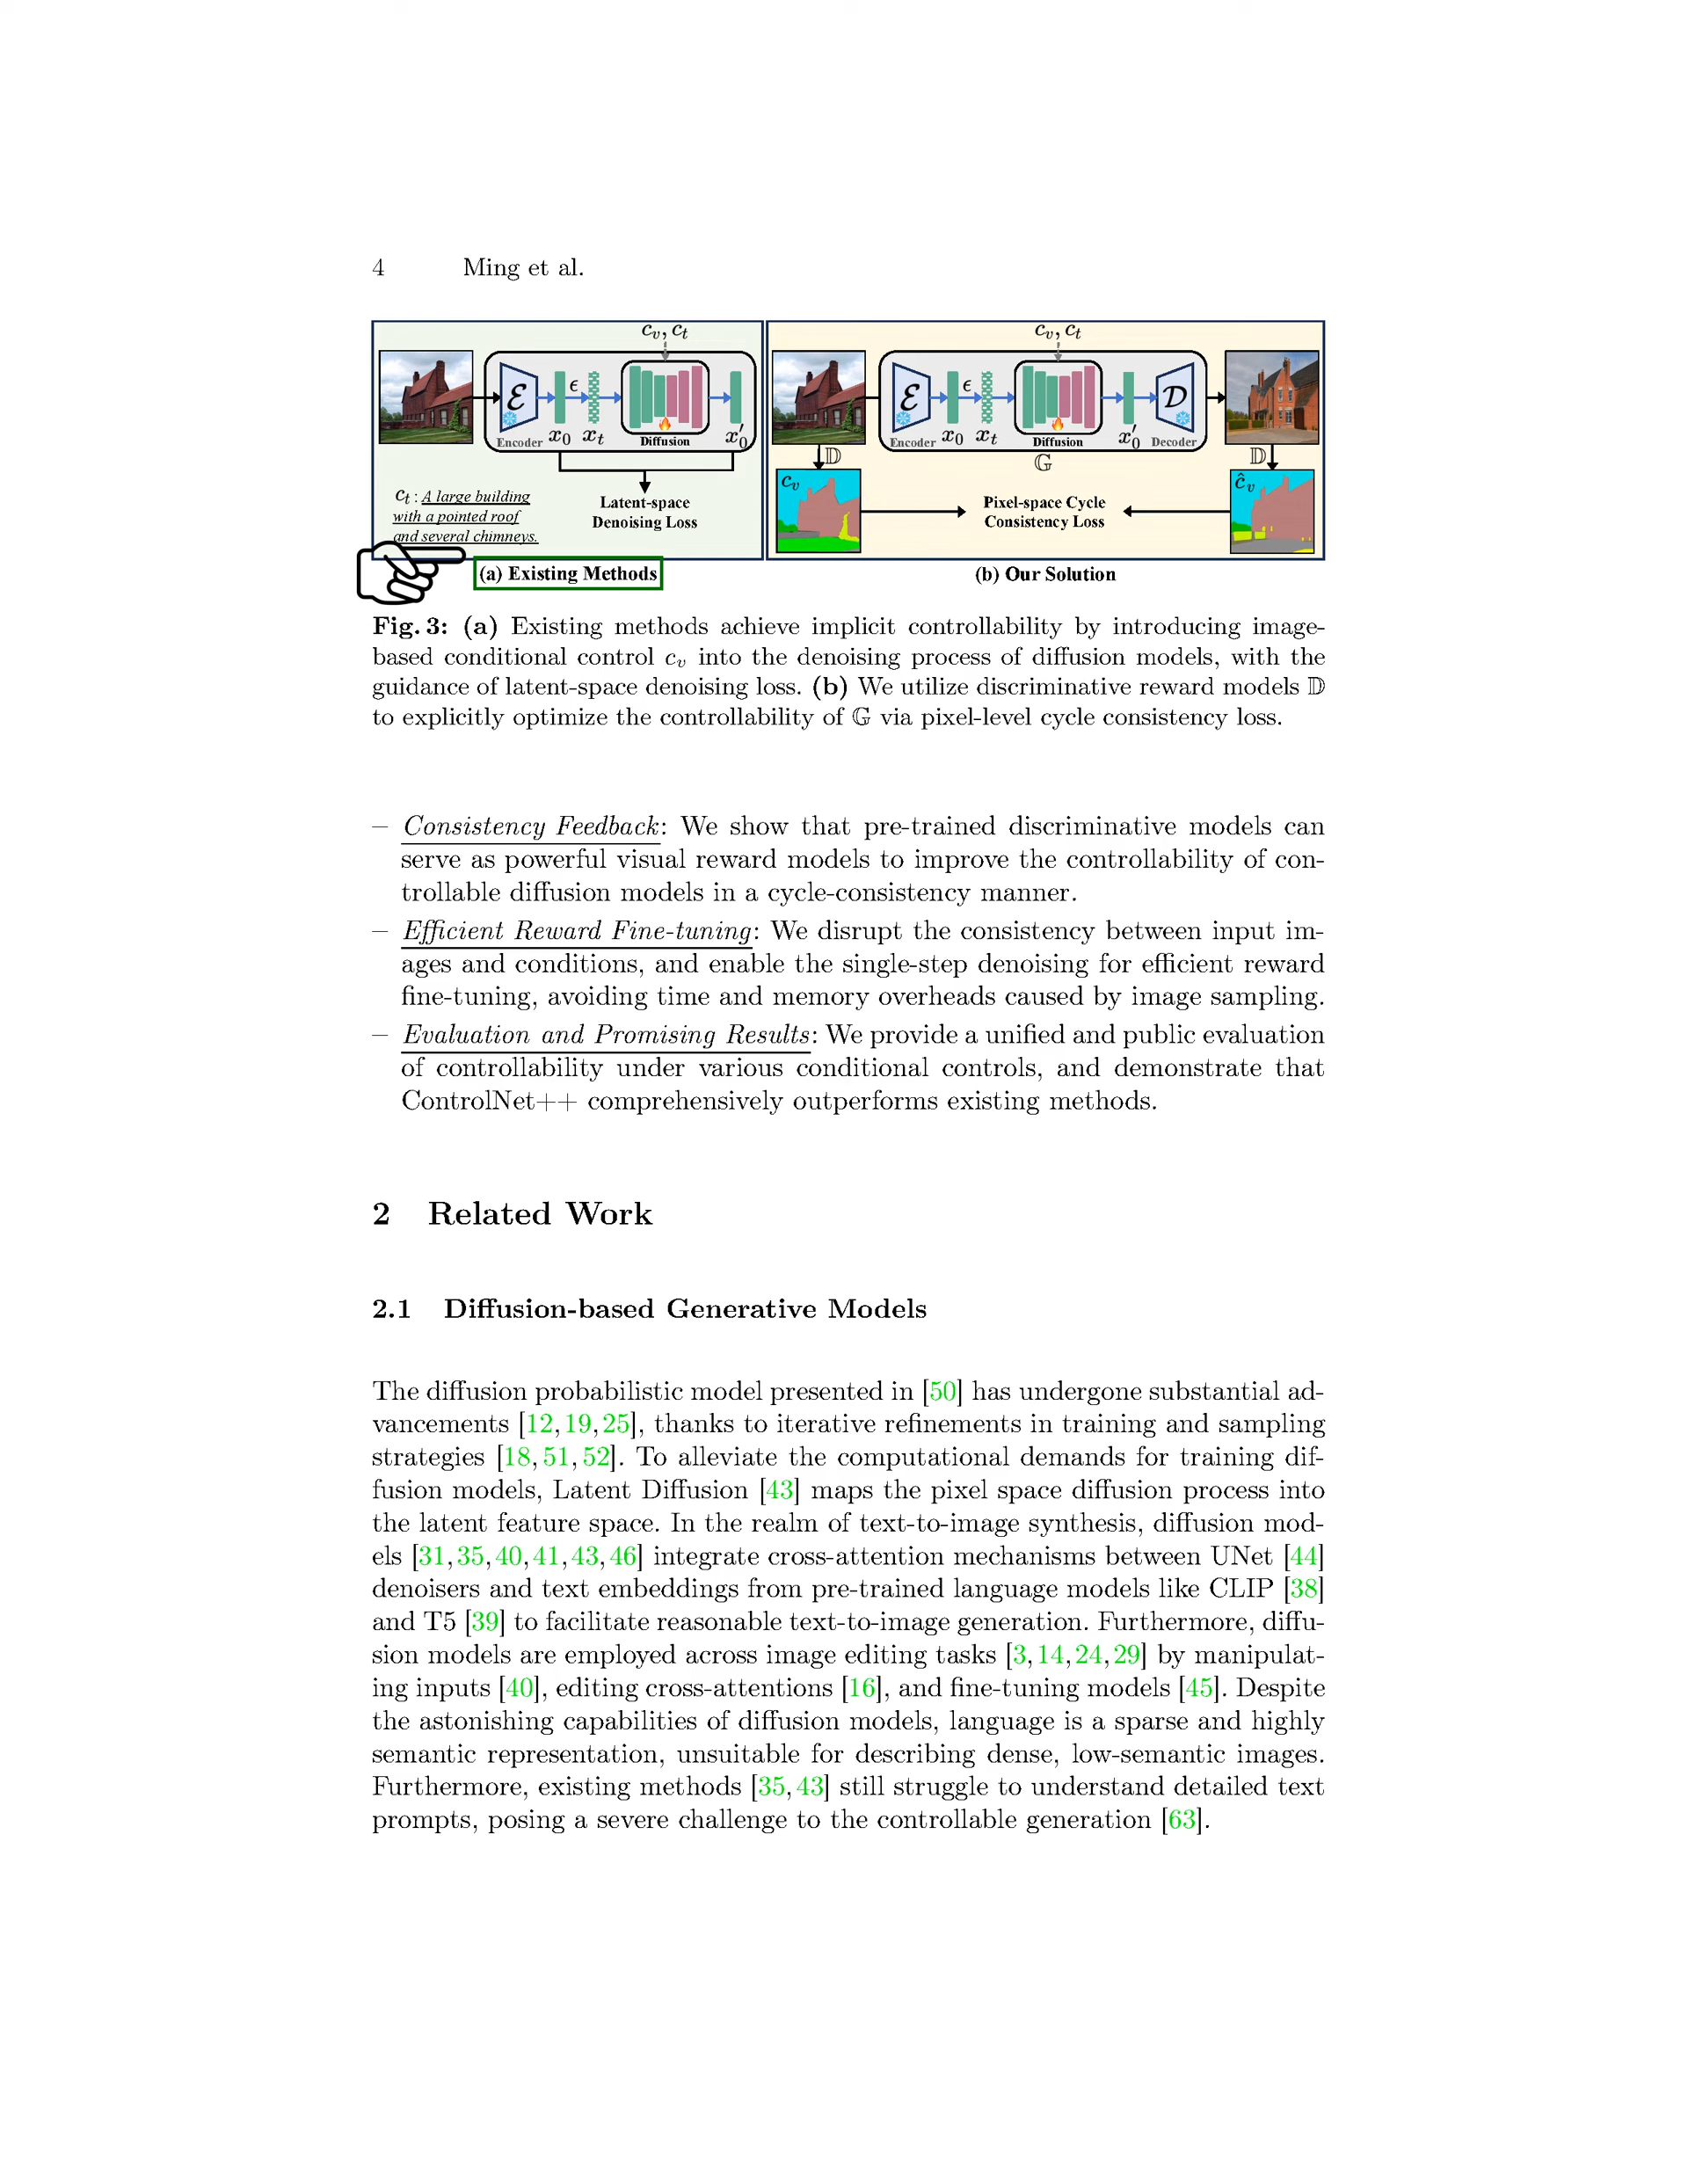 4 Ming et al.
cv, ct
ϵ
ℰ
Encoder x0 xt Diffusion x′0
ct : A large building
with a pointed roof
and several chimneys.
Latent-space
Denoising Loss
(a) Existing Methods
cv, ct
ϵ
ℰ
𝒟
Encoder x0 xt Diffusion x′0 Decoder
𝔻 𝔾 𝔻
cv
ĉv
Pixel-space Cycle
Consistency Loss
(b) Our Solution
Fig. 3: (a) Existing methods achieve implicit controllability by introducing image-
based conditional control cv into the denoising process of diffusion models, with the
guidance of latent-space denoising loss. (b) We utilize discriminative reward models 𝔻
to explicitly optimize the controllability of 𝔾 via pixel-level cycle consistency loss.
– Consistency Feedback: We show that pre-trained discriminative models can
serve as powerful visual reward models to improve the controllability of con-
trollable diffusion models in a cycle-consistency manner.
– Efficient Reward Fine-tuning: We disrupt the consistency between input im-
ages and conditions, and enable the single-step denoising for efficient reward
fine-tuning, avoiding time and memory overheads caused by image sampling.
– Evaluation and Promising Results: We provide a unified and public evaluation
of controllability under various conditional controls, and demonstrate that
ControlNet++ comprehensively outperforms existing methods.
2 Related Work
2.1 Diffusion-based Generative Models
The diffusion probabilistic model presented in [50] has undergone substantial ad-
vancements [12,19,25], thanks to iterative refinements in training and sampling
strategies [18,51,52]. To alleviate the computational demands for training dif-
fusion models, Latent Diffusion [43] maps the pixel space diffusion process into
the latent feature space. In the realm of text-to-image synthesis, diffusion mod-
els [31,35,40,41,43,46] integrate cross-attention mechanisms between UNet [44]
denoisers and text embeddings from pre-trained language models like CLIP [38]
and T5 [39] to facilitate reasonable text-to-image generation. Furthermore, diffu-
sion models are employed across image editing tasks [3,14,24,29] by manipulat-
ing inputs [40], editing cross-attentions [16], and fine-tuning models [45]. Despite
the astonishing capabilities of diffusion models, language is a sparse and highly
semantic representation, unsuitable for describing dense, low-semantic images.
Furthermore, existing methods [35,43] still struggle to understand detailed text
prompts, posing a severe challenge to the controllable generation [63].